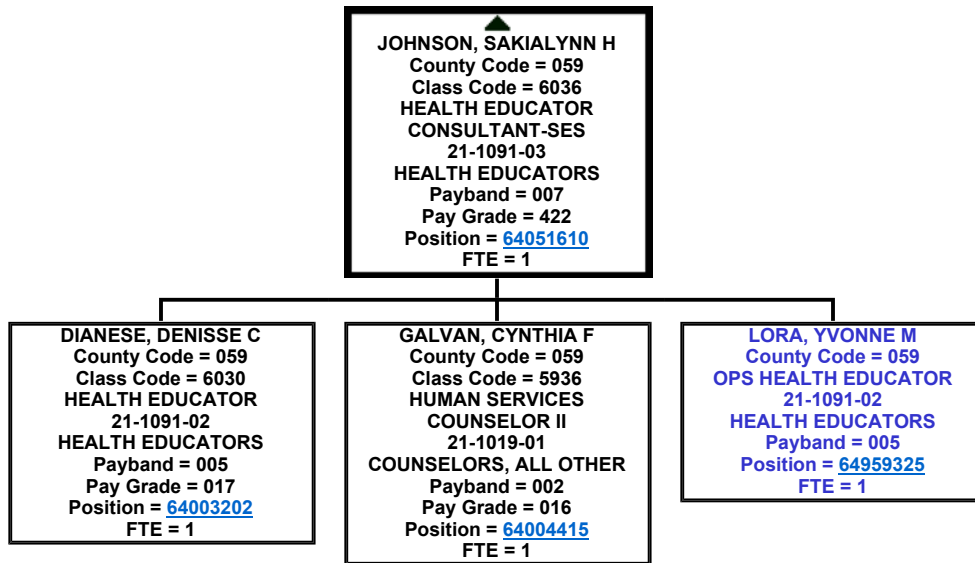 JOHNSON, SAKIALYNN H
County Code = 059
Class Code = 6036
HEALTH EDUCATOR
CONSULTANT-SES
21-1091-03
HEALTH EDUCATORS
Payband = 007
Pay Grade = 422
Position = 64051610
FTE = 1
DIANESE, DENISSE C
County Code = 059
Class Code = 6030
HEALTH EDUCATOR
21-1091-02
HEALTH EDUCATORS
Payband = 005
Pay Grade = 017
Position = 64003202
FTE = 1
GALVAN, CYNTHIA F
County Code = 059
Class Code = 5936
HUMAN SERVICES
COUNSELOR II
21-1019-01
COUNSELORS, ALL OTHER
Payband = 002
Pay Grade = 016
Position = 64004415
FTE = 1
LORA, YVONNE M
County Code = 059
OPS HEALTH EDUCATOR
21-1091-02
HEALTH EDUCATORS
Payband = 005
Position = 64959325
FTE = 1